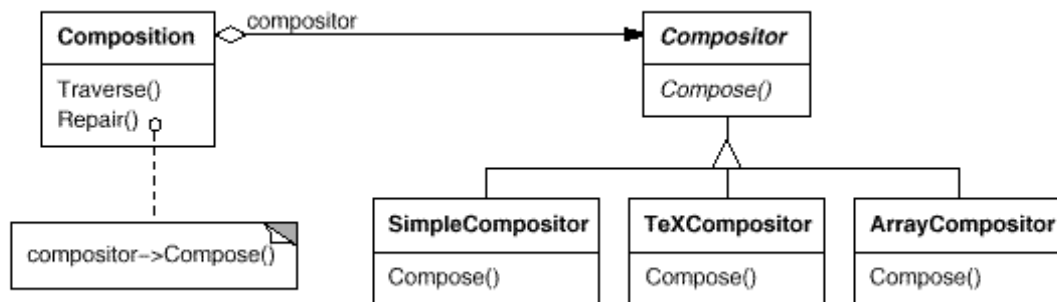 Composition
compositor
Compositor
Traverse()
Repair()
Compose()
compositor->Compose()
SimpleCompositor
TeXCompositor
ArrayCompositor
Compose()
Compose()
Compose()